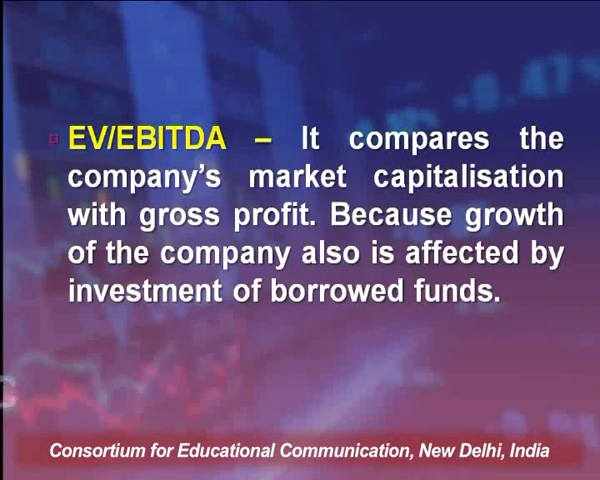 EV/EBITDA – It compares the
company's market capitalisation
with gross profit. Because growth
of the company also is affected by
investment of borrowed funds.
Consortium for Educational Communication, New Delhi, India